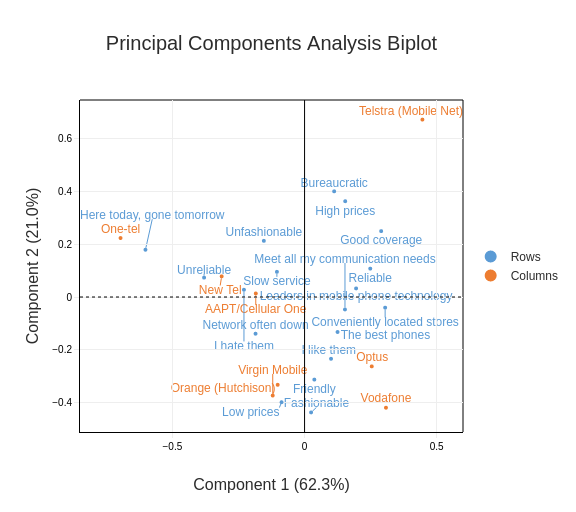 Principal Components Analysis Biplot
Telstra (Mobile Net)
0.6
Bureaucratic
0.4
High prices
Here today, gone tomorrow
One-tel
Unfashionable
Good coverage
0.2
Meet all my communication needs
Unreliable
Slow service
Reliable
New Tel
Leaders in mobile phone technology
0
AAPT/Cellular One
Network often down
Conveniently located stores
The best phones
I hate them
I like them
−0.2
Optus
Virgin Mobile
Orange (Hutchison)
Friendly
Vodafone
Fashionable
−0.4
Low prices
−0.5
0
0.5
Component 1 (62.3%)
Component 2 (21.0%)
Rows
Columns